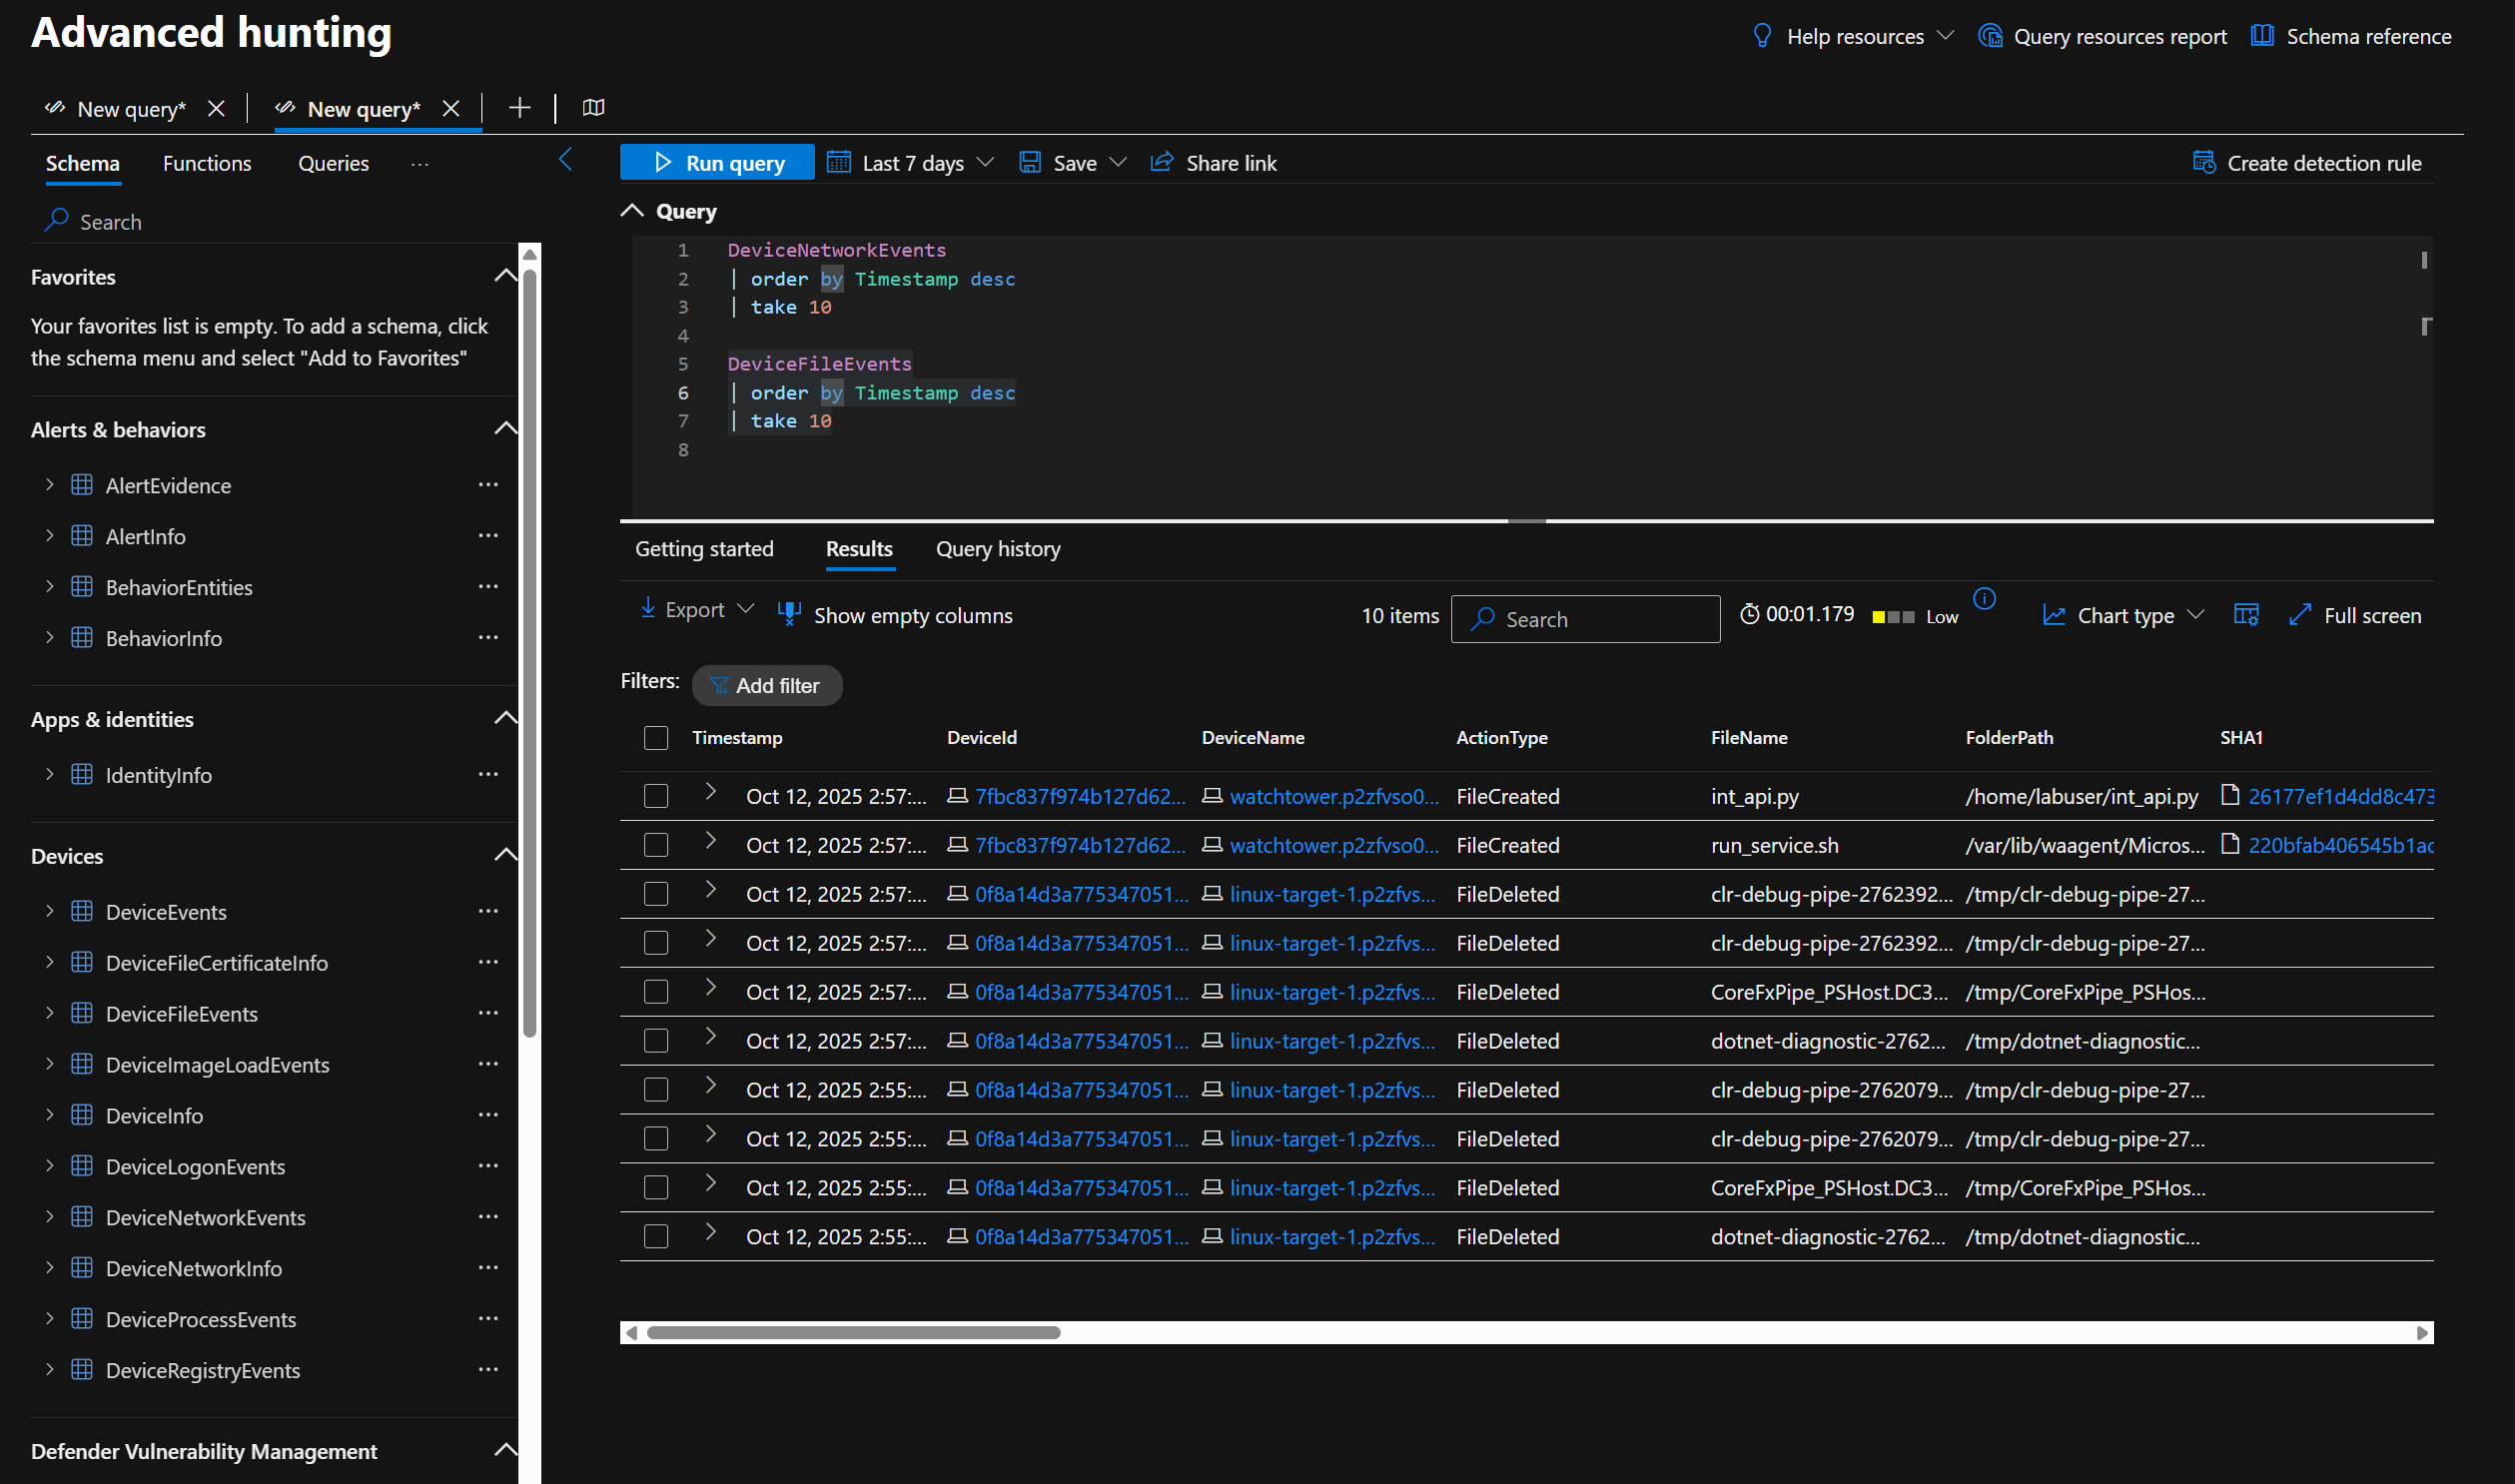 Advanced hunting
Help resources
Query resources report
Schema reference
New query*
New query*
Schema
Functions
Queries
Run query
Last 7 days
Save
Share link
Create detection rule
Search
Query
Favorites
Your favorites list is empty. To add a schema, click
the schema menu and select "Add to Favorites"
Alerts & behaviors
AlertEvidence
AlertInfo
BehaviorEntities
BehaviorInfo
Apps & identities
IdentityInfo
Devices
DeviceEvents
DeviceFileCertificateInfo
DeviceFileEvents
DeviceImageLoadEvents
DeviceInfo
DeviceLogonEvents
DeviceNetworkEvents
DeviceNetworkInfo
DeviceProcessEvents
DeviceRegistryEvents
Defender Vulnerability Management
1 DeviceNetworkEvents
2 | order by Timestamp desc
3 | take 10
4
5 DeviceFileEvents
6 | order by Timestamp desc
7 | take 10
8
Getting started Results Query history
Export Show empty columns 10 items Search 00:01.179 Low Chart type Full screen
Filters: Add filter
Timestamp DeviceId DeviceName ActionType FileName FolderPath SHA1
Oct 12, 2025 2:57:... 7fbc837f974b127d62... watchtower.p2zfvso0... FileCreated int_api.py /home/labuser/int_api.py 26177ef1d4dd8c473
Oct 12, 2025 2:57:... 7fbc837f974b127d62... watchtower.p2zfvso0... FileCreated run_service.sh /var/lib/waagent/Micros... 220bfab406545b1ac
Oct 12, 2025 2:57:... 0f8a14d3a775347051... linux-target-1.p2zfvs... FileDeleted clr-debug-pipe-2762392... /tmp/clr-debug-pipe-27...
Oct 12, 2025 2:57:... 0f8a14d3a775347051... linux-target-1.p2zfvs... FileDeleted clr-debug-pipe-2762392... /tmp/clr-debug-pipe-27...
Oct 12, 2025 2:57:... 0f8a14d3a775347051... linux-target-1.p2zfvs... FileDeleted CoreFxPipe_PSHost.DC3... /tmp/CoreFxPipe_PSHos...
Oct 12, 2025 2:57:... 0f8a14d3a775347051... linux-target-1.p2zfvs... FileDeleted dotnet-diagnostic-2762... /tmp/dotnet-diagnostic...
Oct 12, 2025 2:55:... 0f8a14d3a775347051... linux-target-1.p2zfvs... FileDeleted clr-debug-pipe-2762079... /tmp/clr-debug-pipe-27...
Oct 12, 2025 2:55:... 0f8a14d3a775347051... linux-target-1.p2zfvs... FileDeleted clr-debug-pipe-2762079... /tmp/clr-debug-pipe-27...
Oct 12, 2025 2:55:... 0f8a14d3a775347051... linux-target-1.p2zfvs... FileDeleted CoreFxPipe_PSHost.DC3... /tmp/CoreFxPipe_PSHos...
Oct 12, 2025 2:55:... 0f8a14d3a775347051... linux-target-1.p2zfvs... FileDeleted dotnet-diagnostic-2762... /tmp/dotnet-diagnostic...